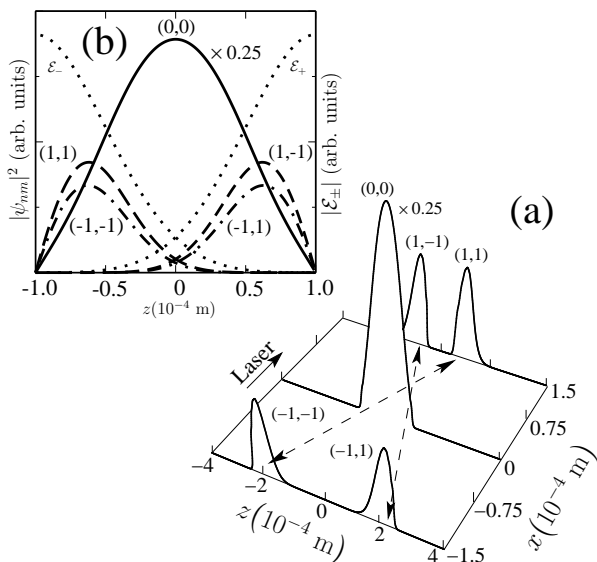 (b)
(0,0)
× 0.25
ℰ₋
ℰ₊
(1,1)
(1,-1)
(-1,-1)
(-1,1)
|ψₙₘ|² (arb. units)
|ℰ±| (arb. units)
-1.0
-0.5
0
0.5
1.0
z(10⁻⁴ m)
(a)
(0,0)
× 0.25
(1,-1)
(1,1)
Laser
(-1,-1)
(-1,1)
-4
-2
0
2
4
z(10⁻⁴ m)
-1.5
-0.75
0
0.75
1.5
x(10⁻⁴ m)